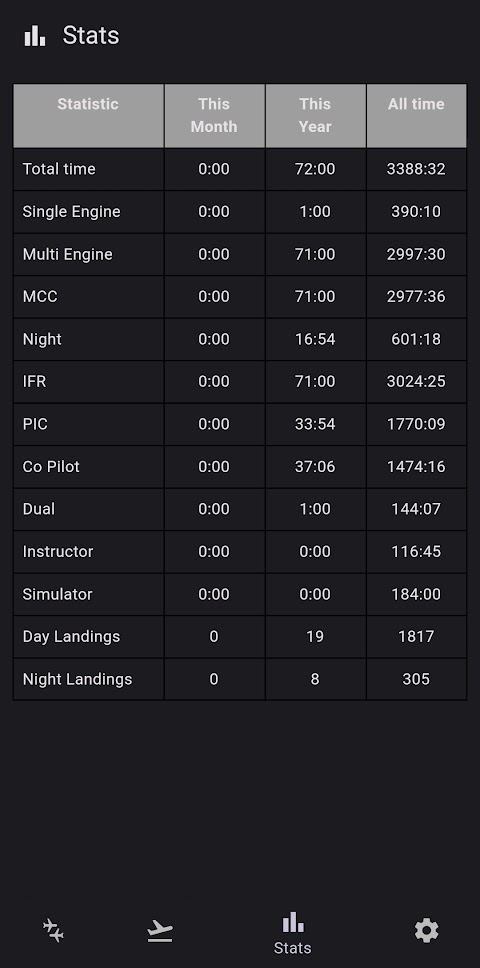 Stats
Statistic This Month This Year All time
Total time 0:00 72:00 3388:32
Single Engine 0:00 1:00 390:10
Multi Engine 0:00 71:00 2997:30
MCC 0:00 71:00 2977:36
Night 0:00 16:54 601:18
IFR 0:00 71:00 3024:25
PIC 0:00 33:54 1770:09
Co Pilot 0:00 37:06 1474:16
Dual 0:00 1:00 144:07
Instructor 0:00 0:00 116:45
Simulator 0:00 0:00 184:00
Day Landings 0 19 1817
Night Landings 0 8 305
Stats